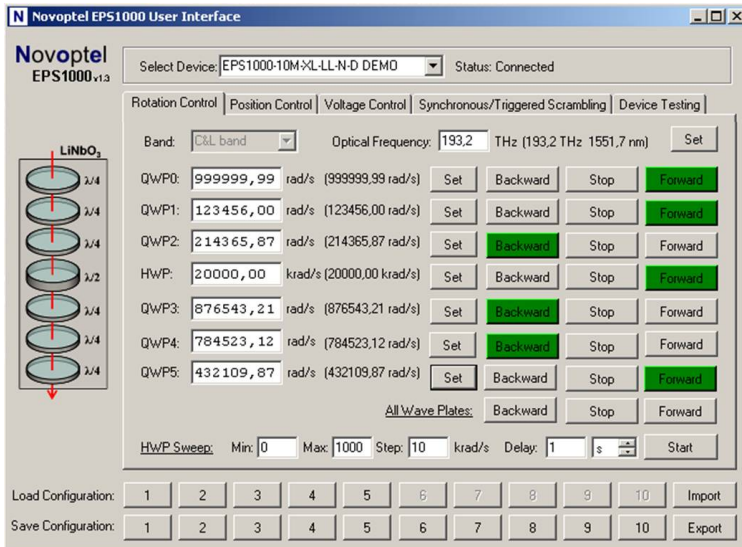 N Novoptel EPS1000 User Interface
Novoptel
EPS1000 v1.3
Select Device: EPS1000-10M-XL-LL-N-D DEMO Status: Connected
Rotation Control Position Control Voltage Control Synchronous/Triggered Scrambling Device Testing
Band: C&L band Optical Frequency: 193,2 THz (193,2 THz 1551,7 nm) Set
LiNbO3
λ/4
λ/4
λ/4
λ/2
λ/4
λ/4
λ/4
QWP0: 999999,99 rad/s (999999,99 rad/s) Set Backward Stop Forward
QWP1: 123456,00 rad/s (123456,00 rad/s) Set Backward Stop Forward
QWP2: 214365,87 rad/s (214365,87 rad/s) Set Backward Stop Forward
HWP: 20000,00 krad/s (20000,00 krad/s) Set Backward Stop Forward
QWP3: 876543,21 rad/s (876543,21 rad/s) Set Backward Stop Forward
QWP4: 784523,12 rad/s (784523,12 rad/s) Set Backward Stop Forward
QWP5: 432109,87 rad/s (432109,87 rad/s) Set Backward Stop Forward
All Wave Plates: Backward Stop Forward
HWP Sweep: Min: 0 Max: 1000 Step: 10 krad/s Delay: 1 s Start
Load Configuration: 1 2 3 4 5 6 7 8 9 10 Import
Save Configuration: 1 2 3 4 5 6 7 8 9 10 Export